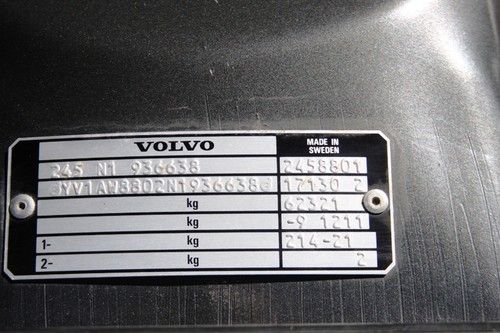 VOLVO MADE IN SWEDEN
245 N1 936638 2458801
@YV1AW8802N1936638@ 17130 2
kg 62321
kg -9 1211
1- kg 214-21
2- kg 2